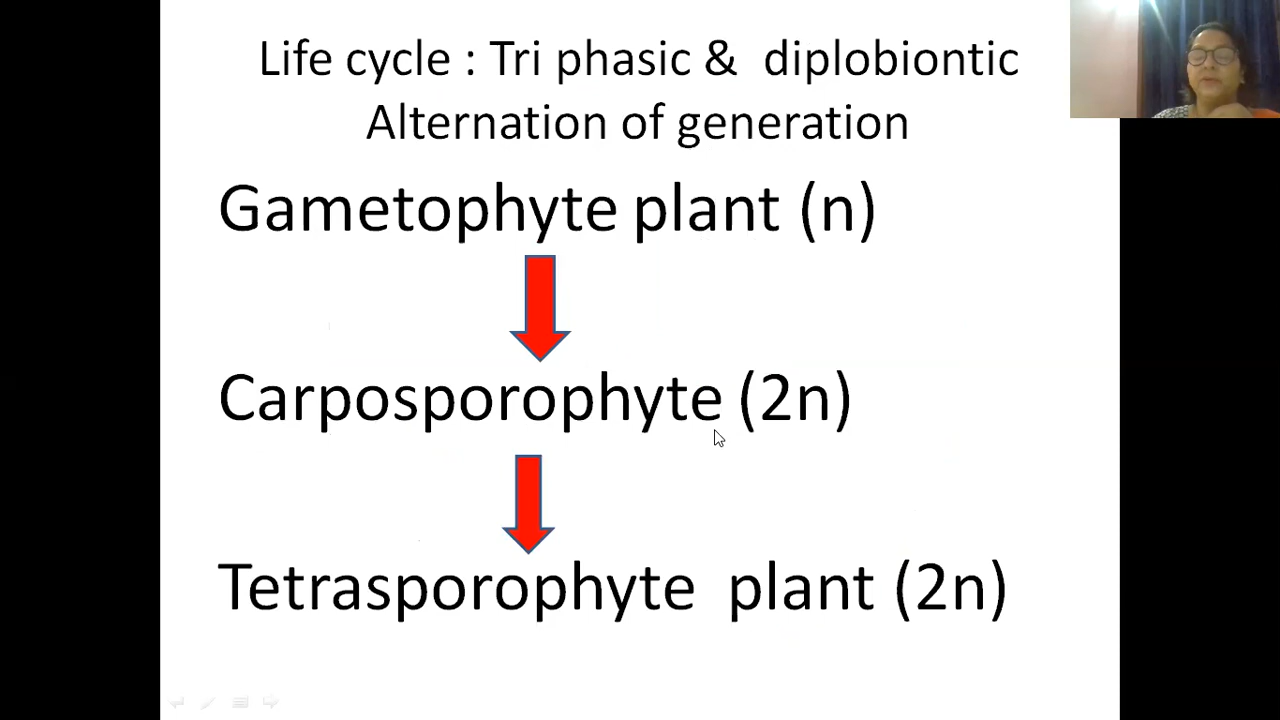 Life cycle : Tri phasic & diplobiontic
Alternation of generation
Gametophyte plant (n)
Carposporophyte (2n)
Tetrasporophyte plant (2n)